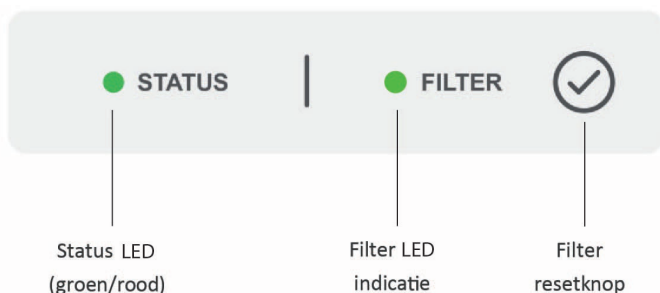 STATUS
FILTER
Status LED
(groen/rood)
Filter LED
indicatie
Filter
resetknop